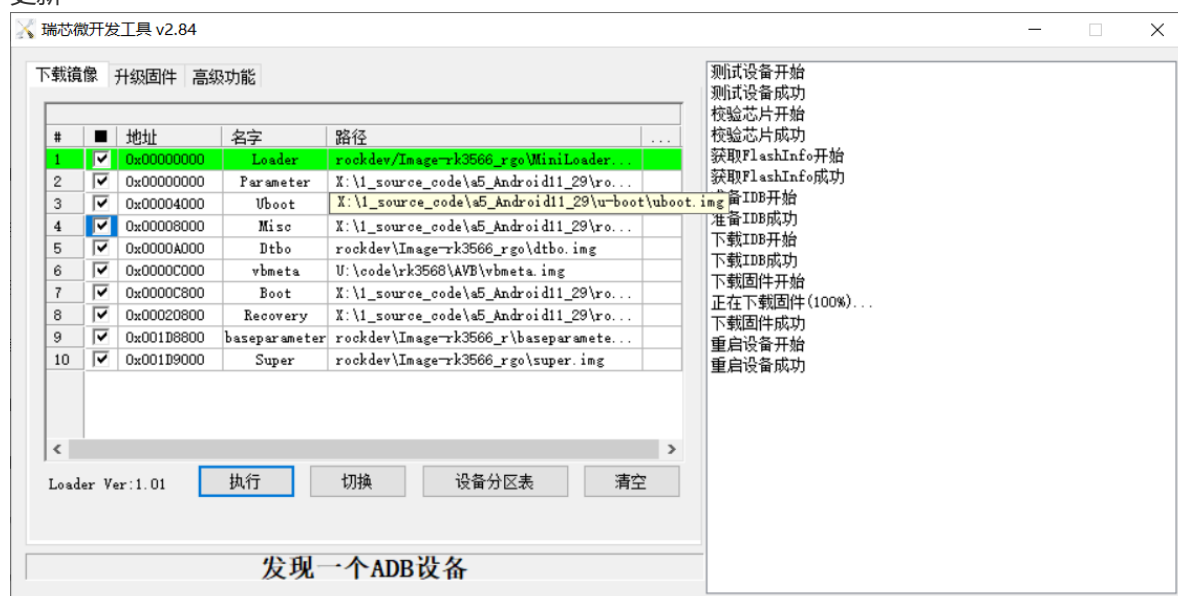 更新
瑞芯微开发工具 v2.84
下载镜像 升级固件 高级功能
# ■ 地址 名字 路径 ...
1 0x00000000 Loader rockdev/Image-rk3566_rgo\MiniLoader...
2 0x00000000 Parameter X:\1_source_code\a5_Android11_29\ro...
3 0x00004000 Uboot X:\1_source_code\a5_Android11_29\u-boot\uboot.img
4 0x00008000 Misc X:\1_source_code\a5_Android11_29\ro...
5 0x0000A000 Dtbo rockdev\Image-rk3566_rgo\dtbo.img
6 0x0000C000 vbmeta U:\code\rk3568\AVB\vbmeta.img
7 0x0000C800 Boot X:\1_source_code\a5_Android11_29\ro...
8 0x00020800 Recovery X:\1_source_code\a5_Android11_29\ro...
9 0x001D8800 baseparameter rockdev\Image-rk3566_r\baseparamete...
10 0x001D9000 Super rockdev\Image-rk3566_rgo\super.img
Loader Ver:1.01 执行 切换 设备分区表 清空
发现一个ADB设备
测试设备开始
测试设备成功
校验芯片开始
校验芯片成功
获取FlashInfo开始
获取FlashInfo成功
备IDB开始
准备IDB成功
下载IDB开始
下载IDB成功
下载固件开始
正在下载固件(100%)...
下载固件成功
重启设备开始
重启设备成功